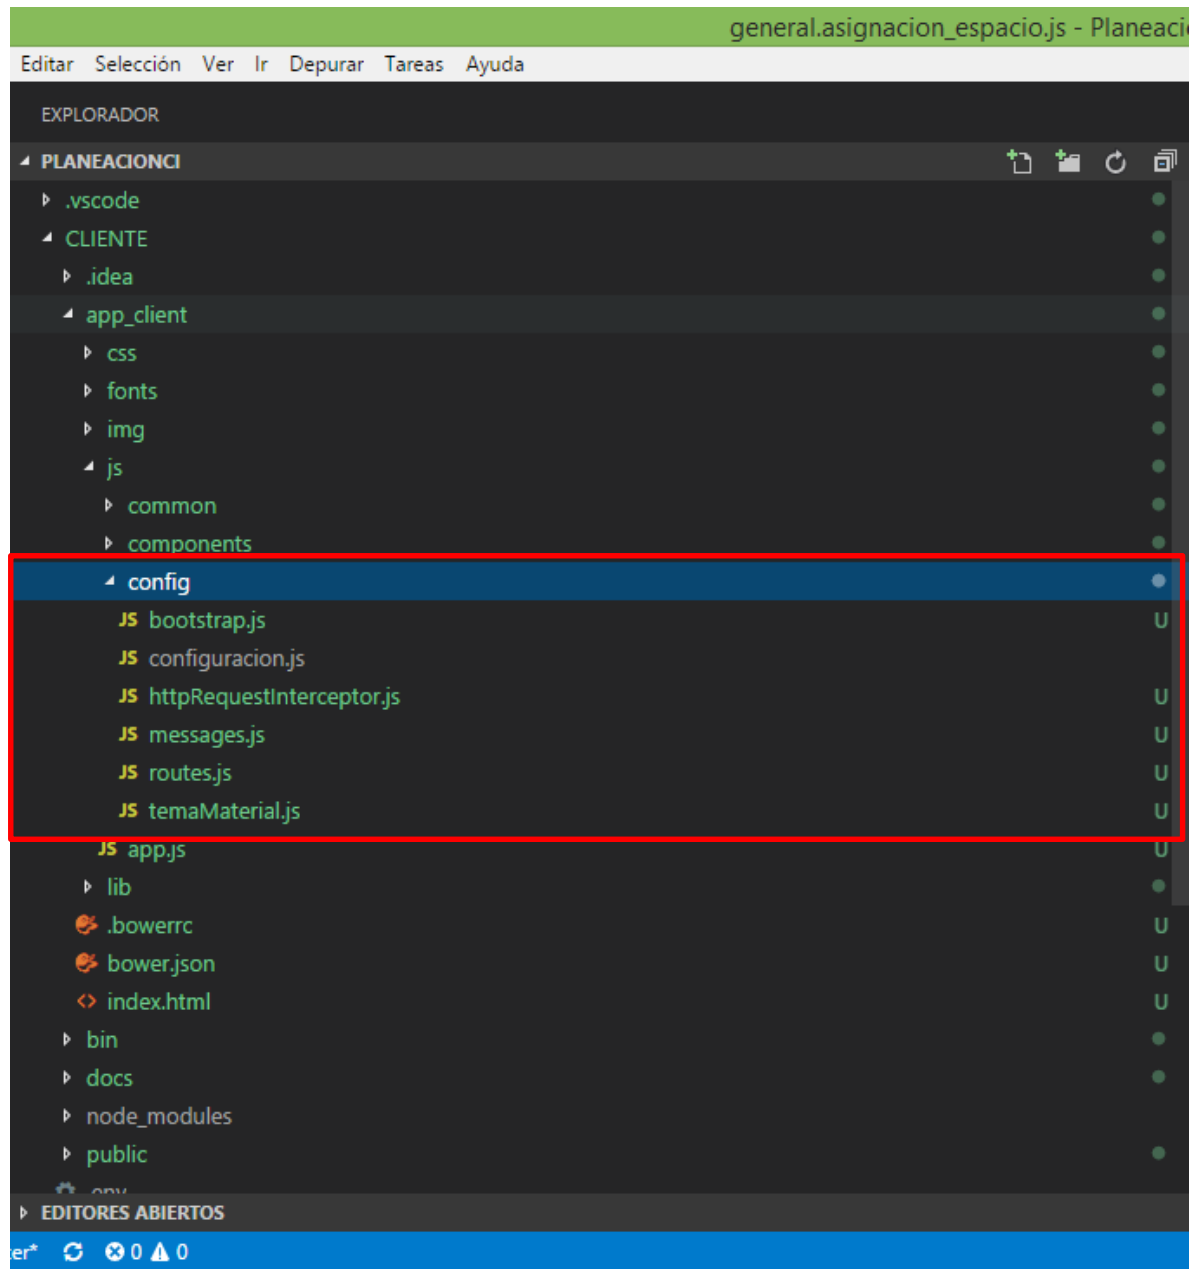 general.asignacion_espacio.js - Planeaci
Editar Selección Ver Ir Depurar Tareas Ayuda
EXPLORADOR
PLANEACIONCI
.vscode
CLIENTE
.idea
app_client
css
fonts
img
js
common
components
config
JS bootstrap.js U
JS configuracion.js
JS httpRequestInterceptor.js U
JS messages.js U
JS routes.js U
JS temaMaterial.js U
JS app.js U
lib
.bowerrc U
bower.json U
<> index.html U
bin
docs
node_modules
public
.env
EDITORES ABIERTOS
ter* 0 0